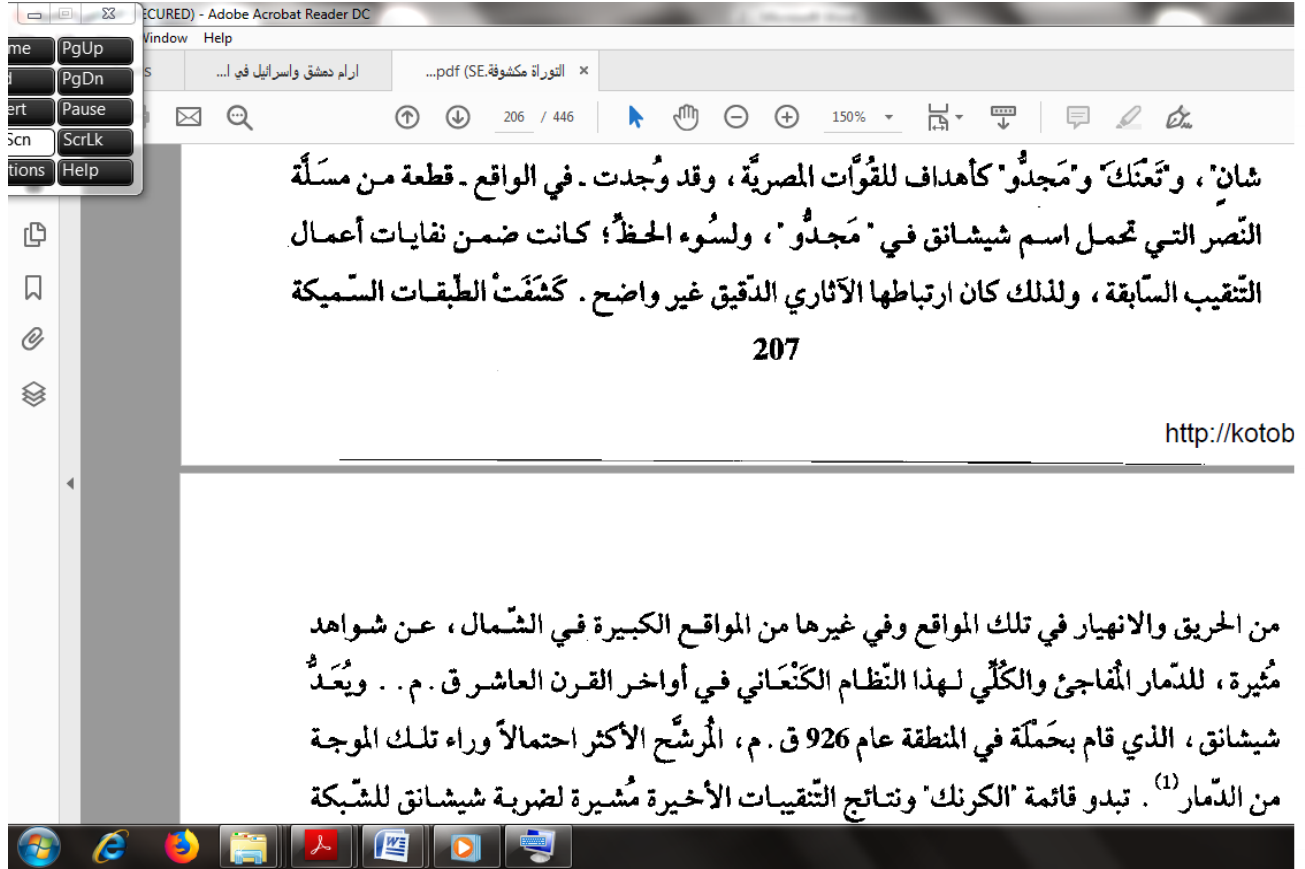 ECURED) - Adobe Acrobat Reader DC
Window Help
me PgUp
PgDn
ert Pause
Scn ScrLk
tions Help
s
ارام دمشق واسرائيل في ا...
التوراة مكشوفة.pdf (SE...
206 / 446
150%
شان"، و"تَعْنَك" و"مَجدُّو" كأهداف للقُوَّات المصريَّة، وقد وُجدت ـ في الواقع ـ قطعة من مسَلَّة
النّصر التي تحمل اسم شيشانق في "مَجدُّو"، ولسُوء الحظّ؛ كانت ضمن نفايات أعمال
التّنقيب السّابقة، ولذلك كان ارتباطها الآثاري الدّقيق غير واضح. كَشَفَتْ الطّبقات السّميكة
207
http://kotob
من الحريق والانهيار في تلك المواقع وفي غيرها من المواقع الكبيرة في الشّمال، عن شواهد
مُثيرة، للدّمار المُفاجئ والكُلِّي لهذا النّظام الكَنْعَاني في أواخر القرن العاشر ق. م.. ويُعَدُّ
شيشانق، الذي قام بحَمْلَة في المنطقة عام 926 ق. م، المُرشَّح الأكثر احتمالاً وراء تلك الموجة
من الدّمار(1). تبدو قائمة "الكرنك" ونتائج التّنقيبات الأخيرة مُشيرة لضربة شيشانق للشّبكة